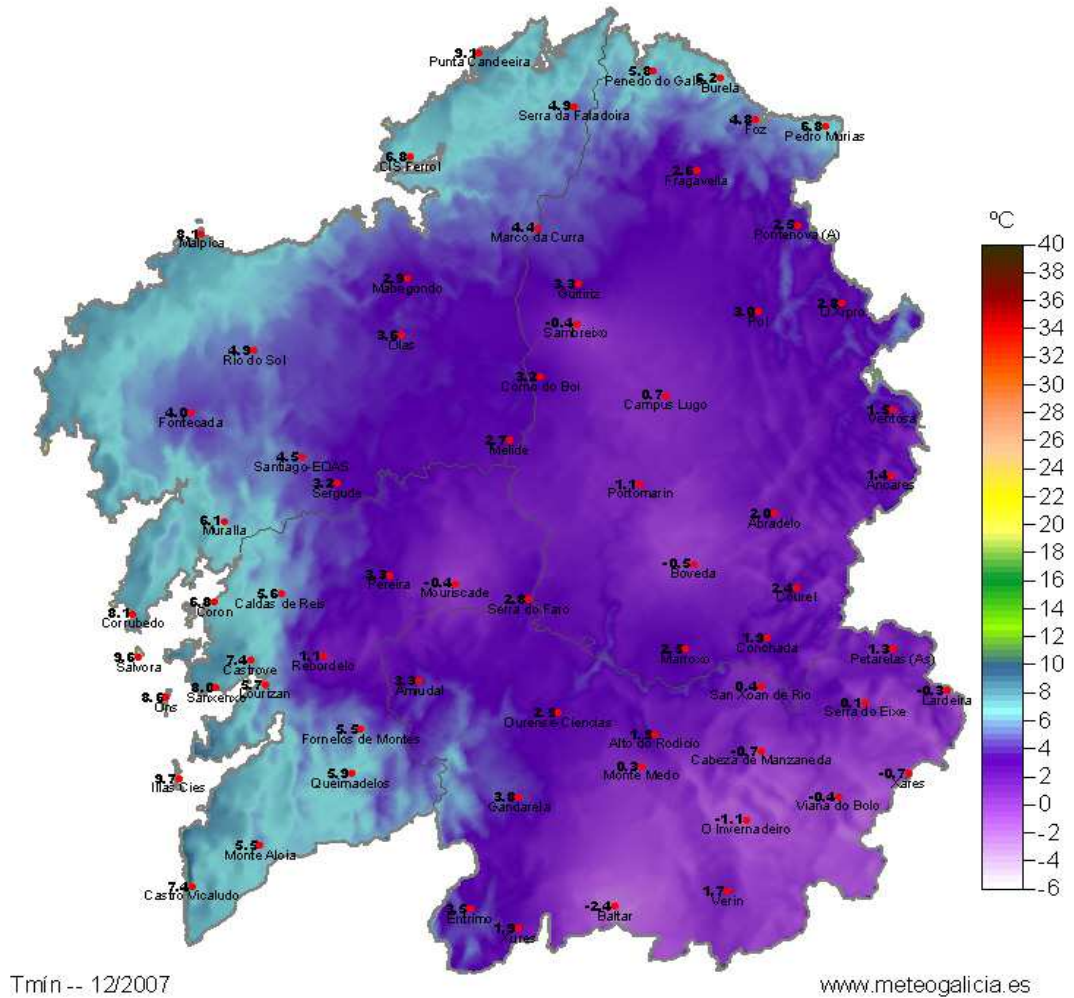 9.1
Punta Candeeira
5.8
Penedo do Galo
6.2
Burela
4.9
Serra da Faladoira
4.8
Foz
6.8
Pedro Murias
6.8
CIS Ferrol
2.6
Fragavella
8.1
Malpica
4.4
Marco da Curra
2.5
Pontenova (A)
2.9
Mabegondo
3.3
Guitiriz
-0.4
Sambreixo
3.0
Pol
2.8
3.6
Olas
4.9
Rio do Sol
3.2
Corno do Boi
0.7
Campus Lugo
4.0
Fontecada
1.5
Ventosa
2.7
Melide
4.5
Santiago-EOAS
3.2
Sergude
1.1
Portomarin
1.4
Ancares
6.1
Muralla
2.0
Abradelo
3.3
Pereira
-0.4
Mouriscade
-0.5
Boveda
2.4
Courel
8.1
Corrubedo
6.8
Coron
5.6
Caldas de Reis
2.8
Serra do Faro
9.6
Salvora
7.4
Castrove
1.1
Rebordelo
Marroxo
1.9
Conchada
1.3
Petarelas (As)
8.6
Ons
8.0
Sanxenxo
5.7
Lourizan
3.3
Amiudal
0.4
San Xoan de Rio
0.1
Serra do Eixe
-0.3
Lardeira
5.5
Fornelos de Montes
Ourense-Ciencias
Alto do Rodicio
-0.7
Cabeza de Manzaneda
9.7
Illas Cies
5.9
Queimadelos
3.8
Gandarela
0.3
Monte Medo
-0.7
Xares
-0.4
Viana do Bolo
-1.1
O Invernadeiro
5.5
Monte Aloia
7.4
Castro Vicaludo
3.5
Entrimo
1.9
Xures
-2.4
Baltar
1.7
Verin
ºC
40
38
36
34
32
30
28
26
24
22
20
18
16
14
12
10
8
6
4
2
0
-2
-4
-6
Tmín -- 12/2007
www.meteogalicia.es